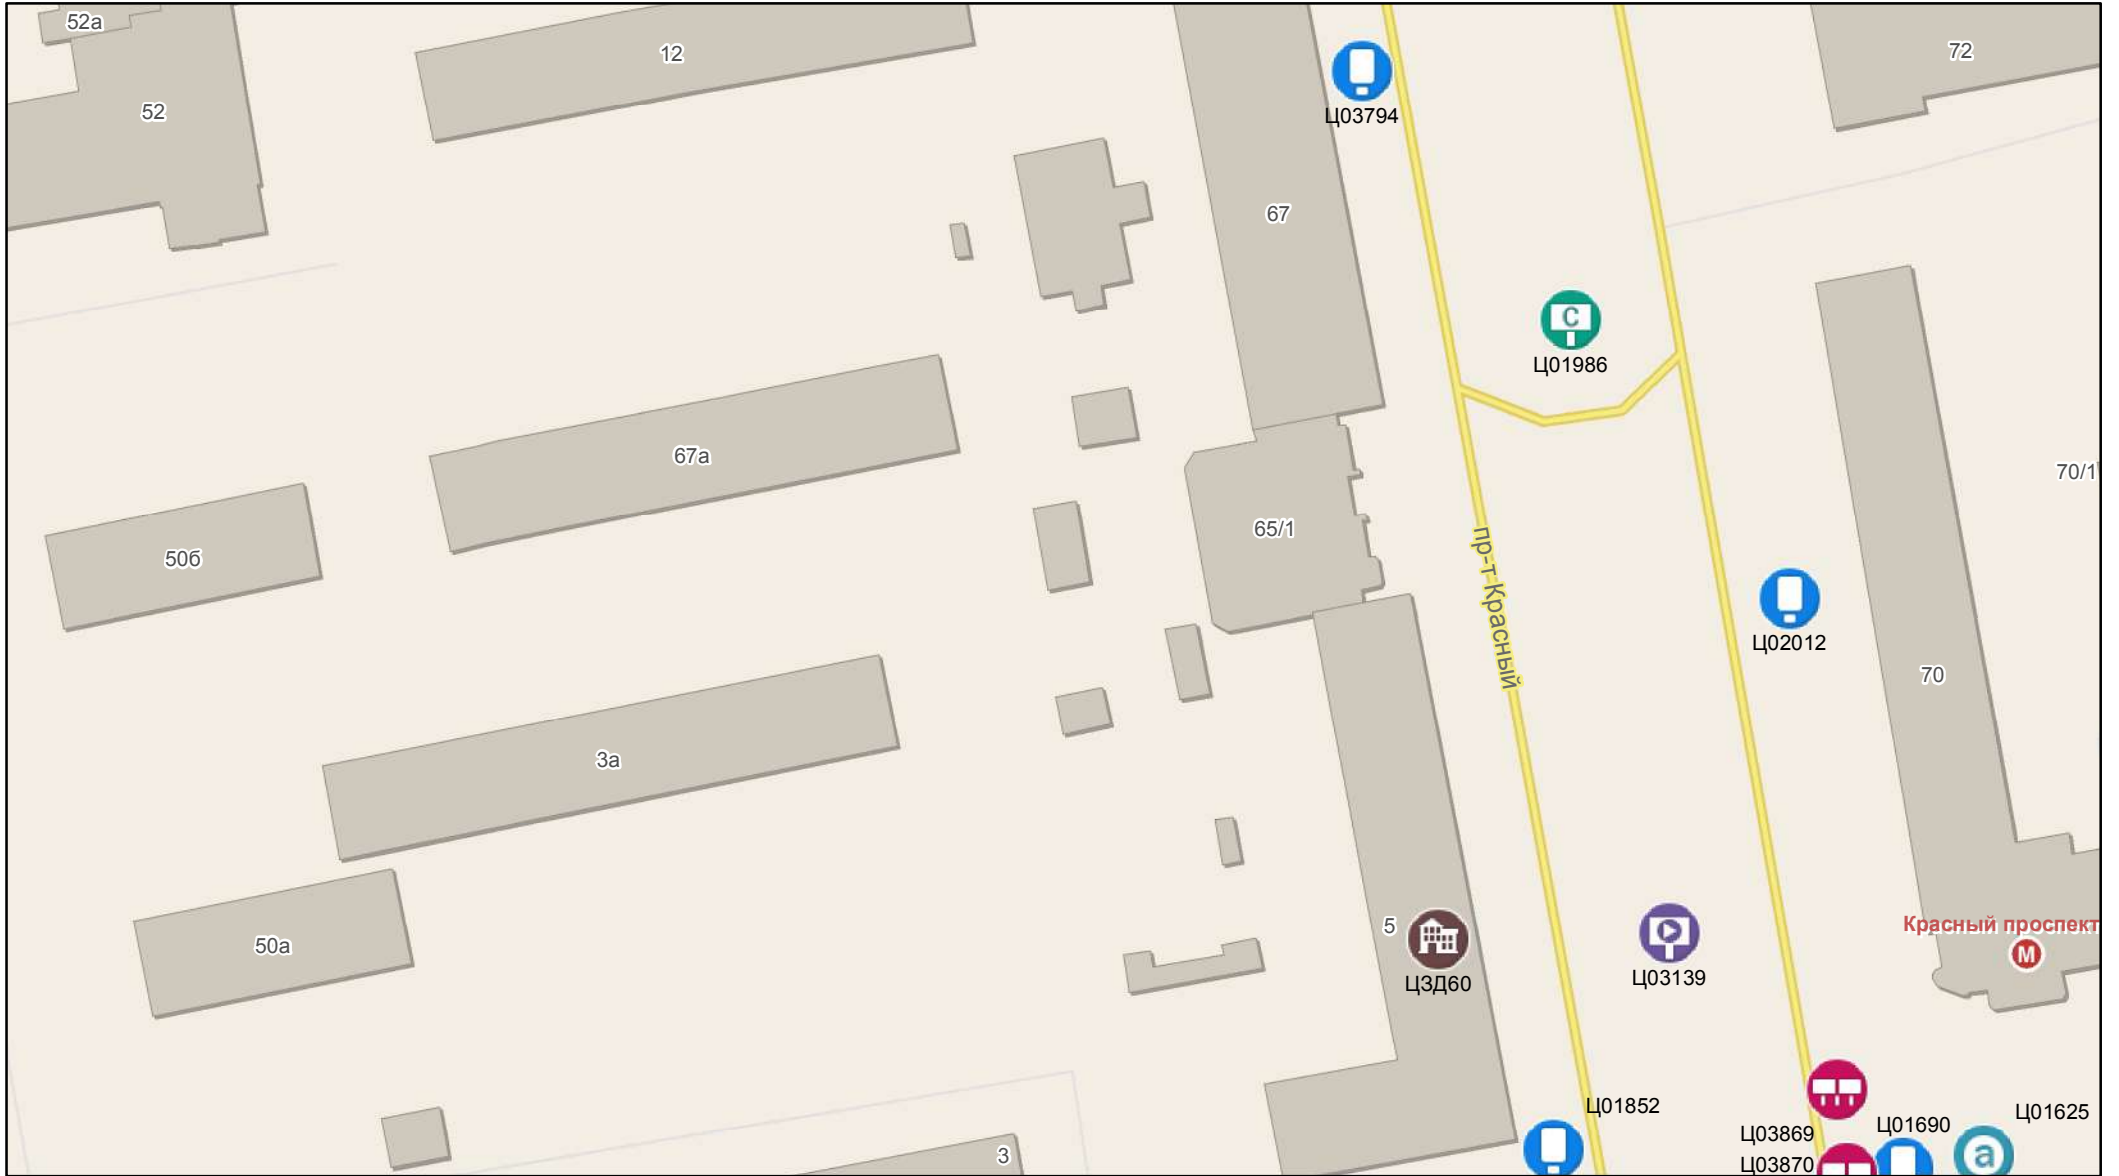 52а
12
72
52
Ц03794
67
С
Ц01986
67а
70/1
65/1
50б
пр-т Красный
Ц02012
70
3а
5
Красный проспект
М
50а
ЦЗД60
Ц03139
Ц01852
Ц01625
Ц01690
Ц03869
3
а
Ц03870